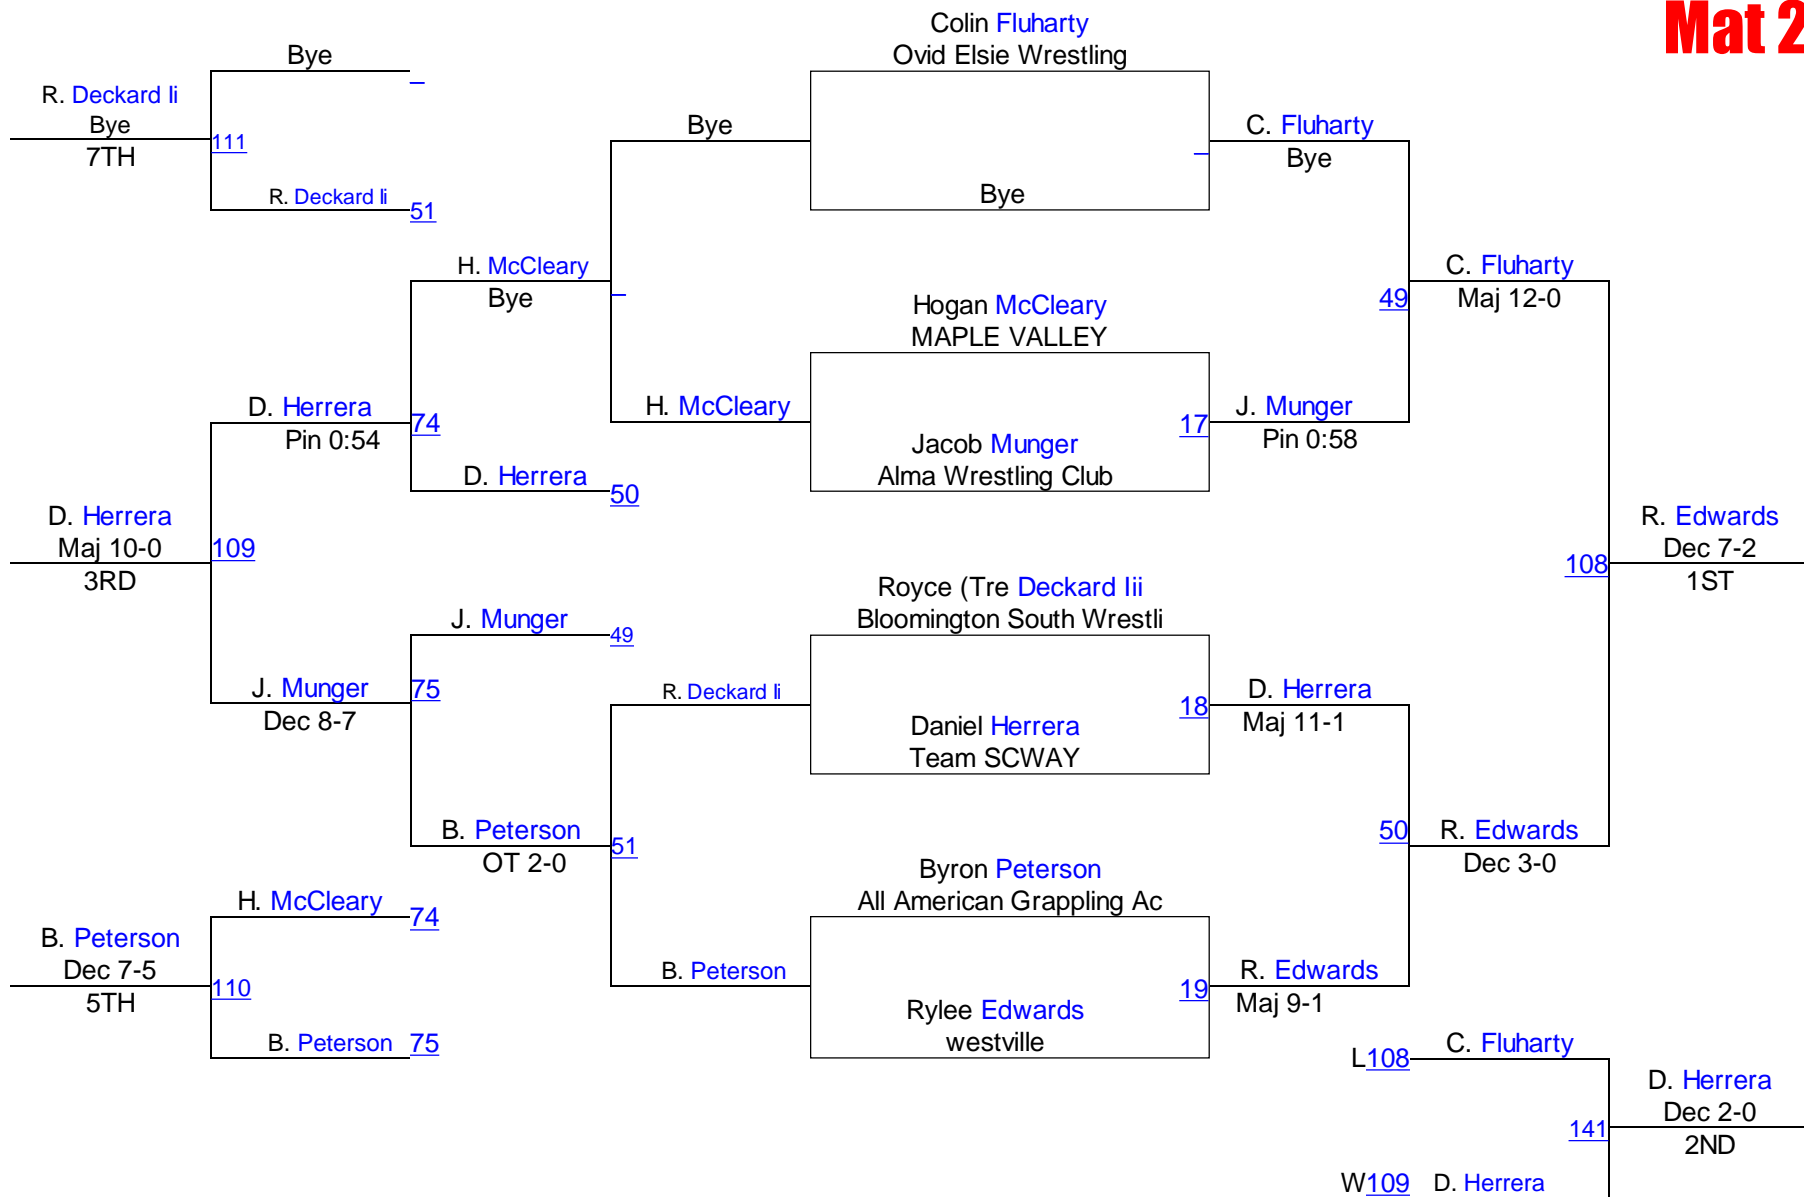 Mat 2
Colin Fluharty
Ovid Elsie Wrestling
Bye
R. Deckard Ii
Bye
7TH
111
R. Deckard Ii
51
Bye
Bye
C. Fluharty
Bye
H. McCleary
Bye
C. Fluharty
Maj 12-0
49
Hogan McCleary
MAPLE VALLEY
H. McCleary
Jacob Munger
Alma Wrestling Club
17
J. Munger
Pin 0:58
D. Herrera
Pin 0:54
74
D. Herrera
50
D. Herrera
Maj 10-0
3RD
109
R. Edwards
Dec 7-2
1ST
108
Royce (Tre Deckard Iii
Bloomington South Wrestli
J. Munger
49
J. Munger
Dec 8-7
75
R. Deckard Ii
Daniel Herrera
Team SCWAY
18
D. Herrera
Maj 11-1
B. Peterson
OT 2-0
51
50
R. Edwards
Dec 3-0
Byron Peterson
All American Grappling Ac
H. McCleary
74
B. Peterson
Dec 7-5
5TH
110
B. Peterson
75
B. Peterson
Rylee Edwards
westville
19
R. Edwards
Maj 9-1
L108
C. Fluharty
D. Herrera
Dec 2-0
2ND
141
W109
D. Herrera